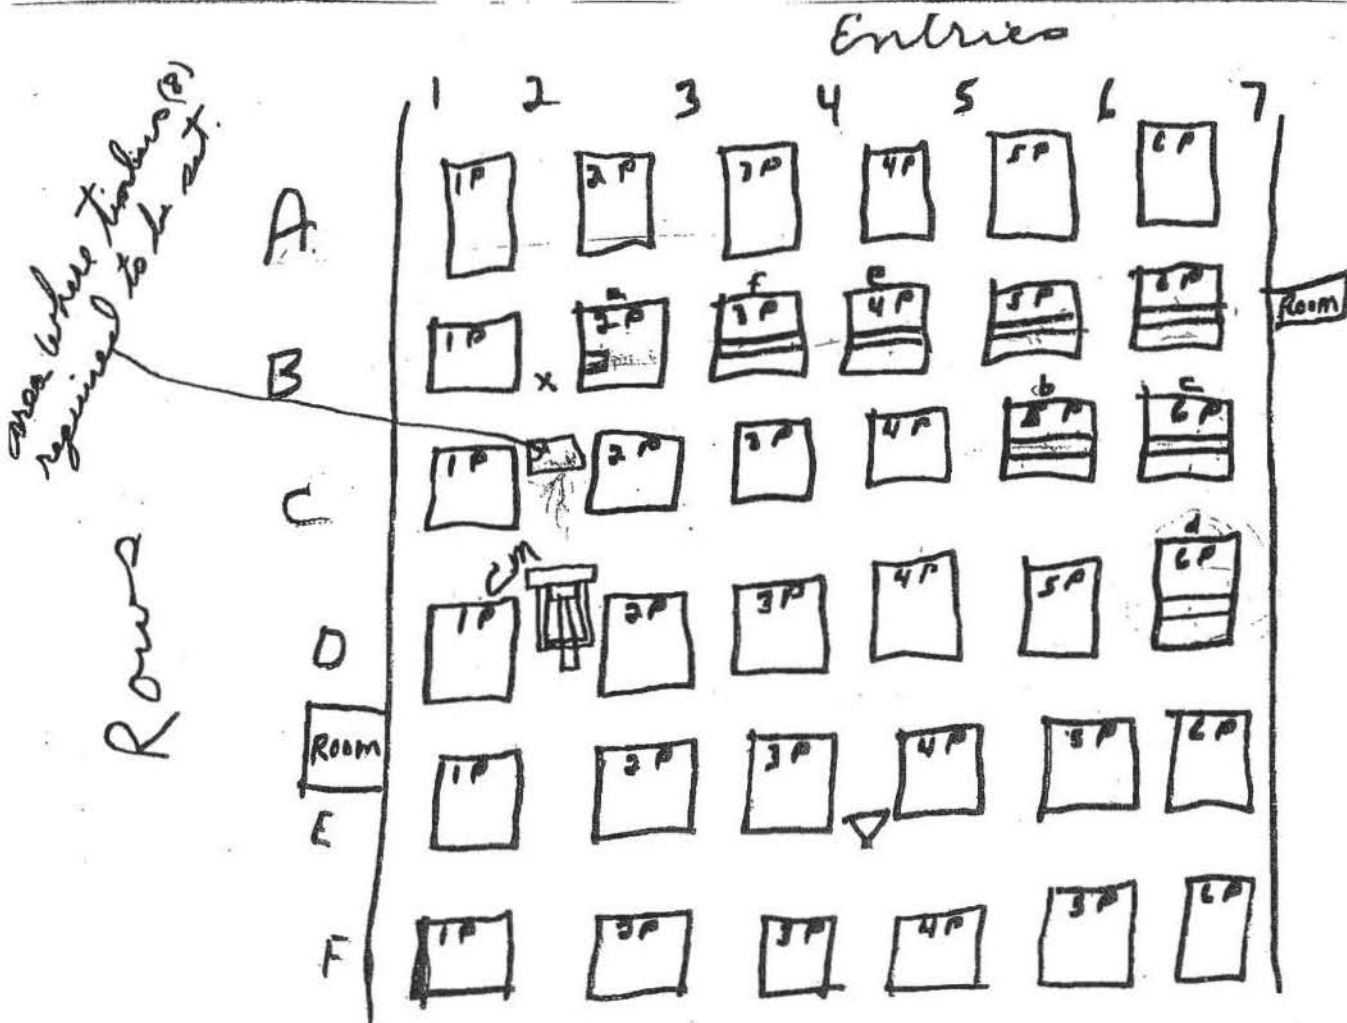 Entries
1 2 3 4 5 6 7
area where timbers (8)
required to be set.
A
1P 2P 3P 4P 5P 6P
a f e
B
1P 2P 3P 4P 5P 6P
Room
x
b c
C
1P 2P 3P 4P 5P 6P
d
Rows
CM
D
1P 2P 3P 4P 5P 6P
Room
E
1P 2P 3P 4P 5P 6P
F
1P 3P 4P 6P